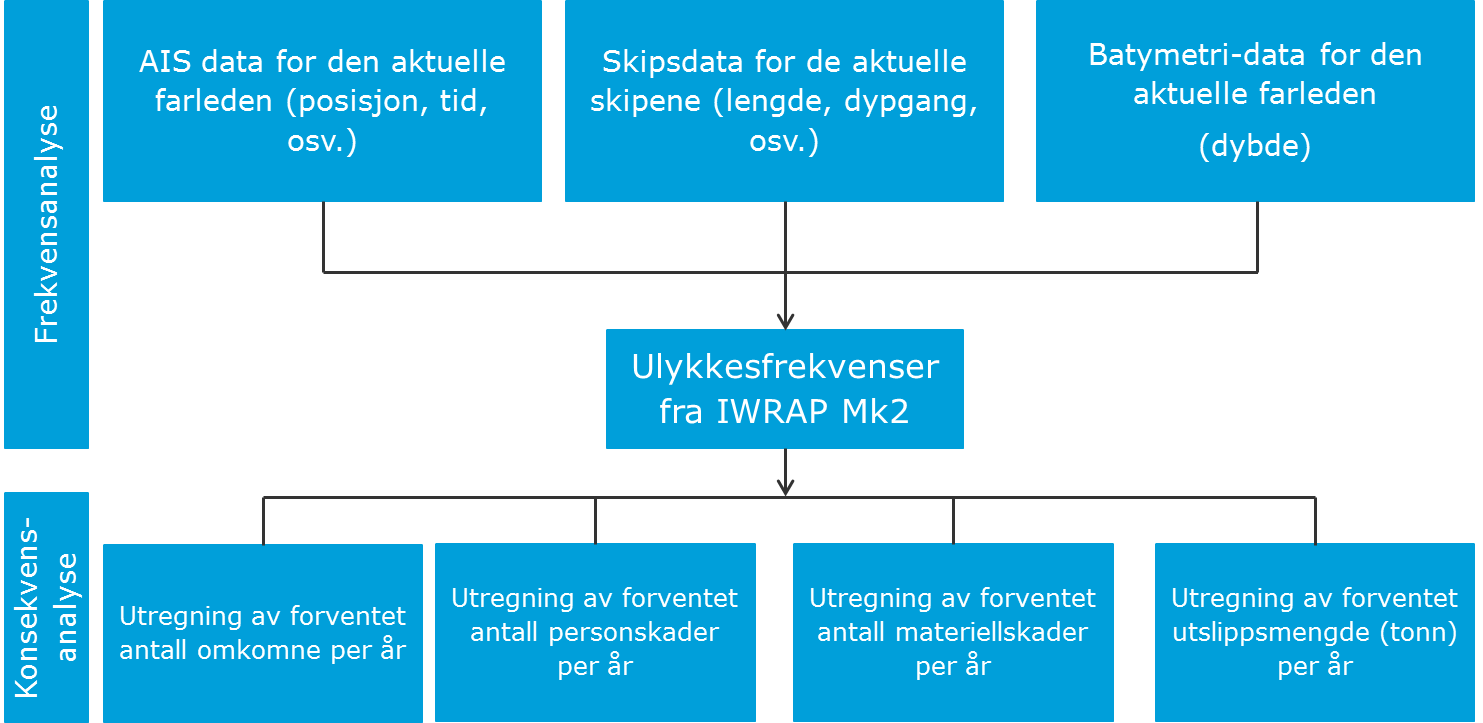 Frekvensanalyse
AIS data for den aktuelle
farleden (posisjon, tid,
osv.)
Skipsdata for de aktuelle
skipene (lengde, dypgang,
osv.)
Batymetri-data for den
aktuelle farleden
(dybde)
Ulykkesfrekvenser
fra IWRAP Mk2
Konsekvens-
analyse
Utregning av forventet
antall omkomne per år
Utregning av forventet
antall personskader
per år
Utregning av forventet
antall materiellskader
per år
Utregning av forventet
utslippsmengde (tonn)
per år